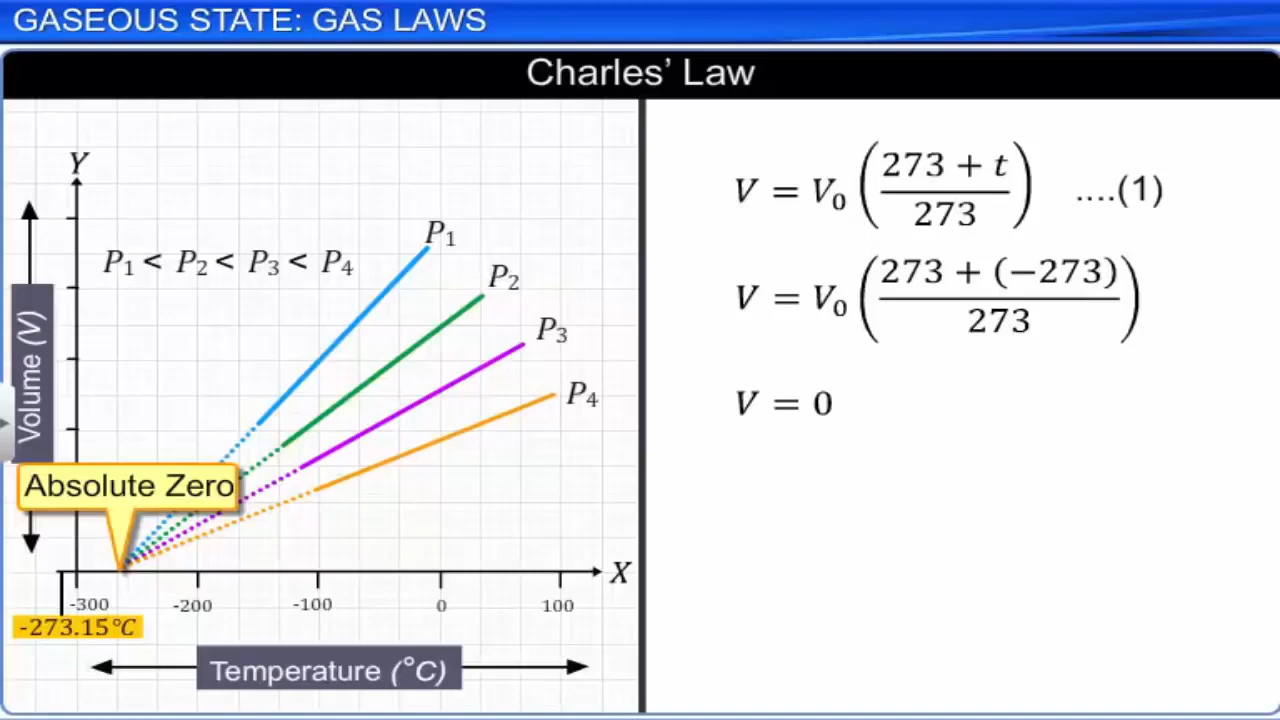 GASEOUS STATE: GAS LAWS
Charles’ Law
Y
P₁ < P₂ < P₃ < P₄
P₁
P₂
P₃
P₄
Volume (V)
Absolute Zero
X
-300 -200 -100 0 100
-273.15°C
Temperature (°C)
V = V₀ ((273 + t)/273) ....(1)
V = V₀ ((273 + (−273))/273)
V = 0